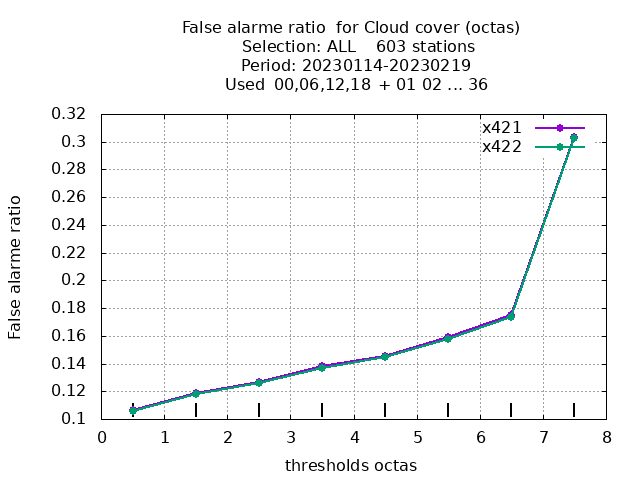 False alarme ratio  for Cloud cover (octas)
Selection: ALL    603 stations
Period: 20230114-20230219
Used  00,06,12,18  + 01 02 ... 36
x421
x422
False alarme ratio
0.32
0.3
0.28
0.26
0.24
0.22
0.2
0.18
0.16
0.14
0.12
0.1
0 1 2 3 4 5 6 7 8
thresholds octas